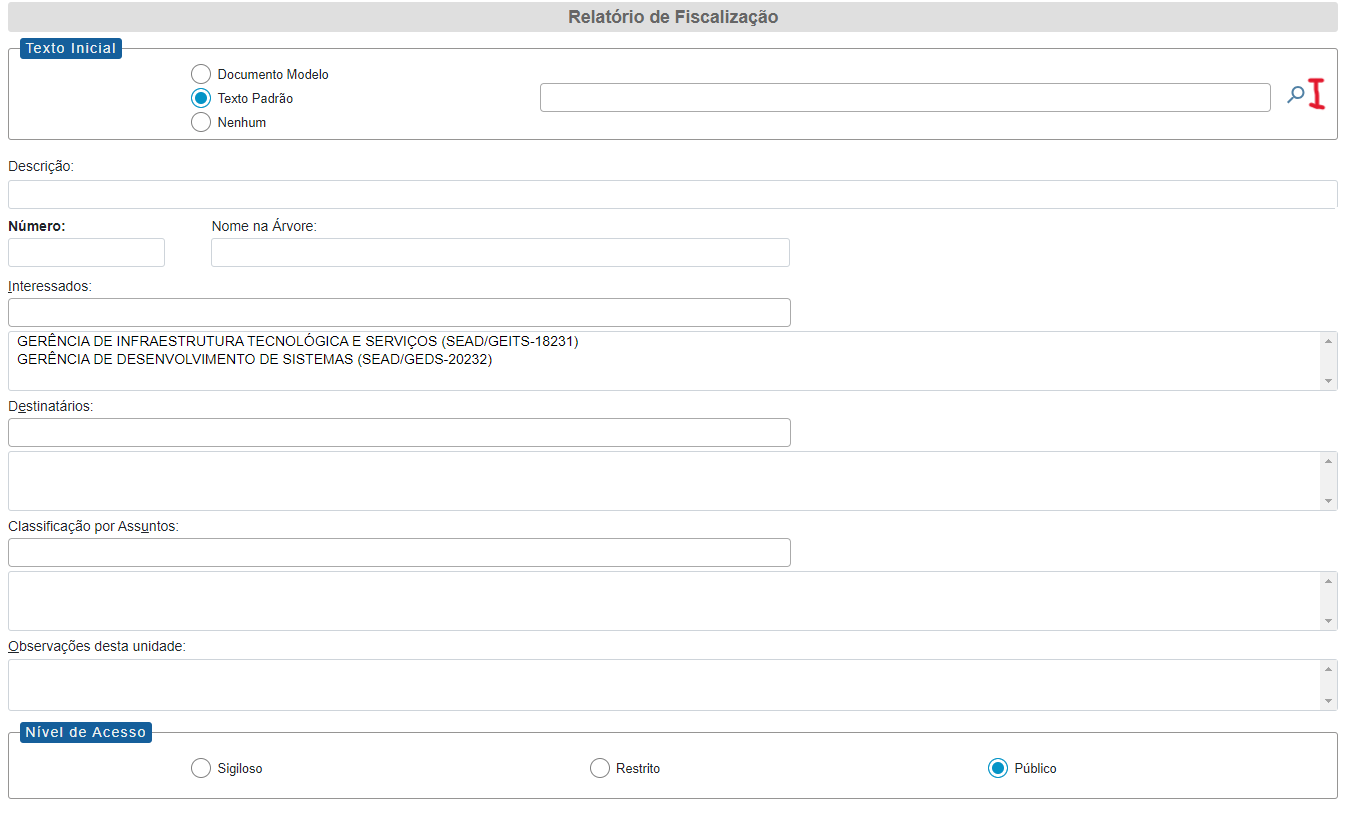 Relatório de Fiscalização
Texto Inicial
Documento Modelo
Texto Padrão
Nenhum
I
Descrição:
Número: Nome na Árvore:
Interessados:
GERÊNCIA DE INFRAESTRUTURA TECNOLÓGICA E SERVIÇOS (SEAD/GEITS-18231)
GERÊNCIA DE DESENVOLVIMENTO DE SISTEMAS (SEAD/GEDS-20232)
Destinatários:
Classificação por Assuntos:
Observações desta unidade:
Nível de Acesso
Sigiloso Restrito Público